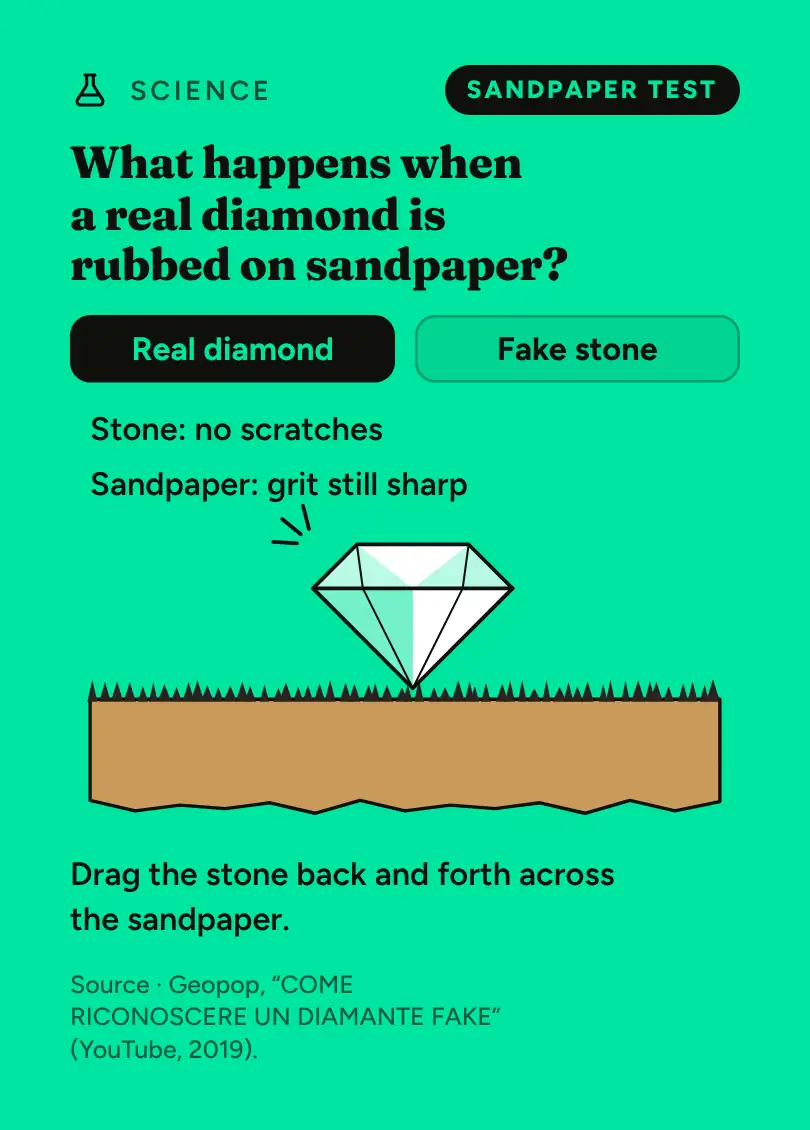 SCIENCE
SANDPAPER TEST
What happens when
a real diamond is
rubbed on sandpaper?
Real diamond
Fake stone
Stone: no scratches
Sandpaper: grit still sharp
Drag the stone back and forth across
the sandpaper.
Source · Geopop, “COME
RICONOSCERE UN DIAMANTE FAKE”
(YouTube, 2019).